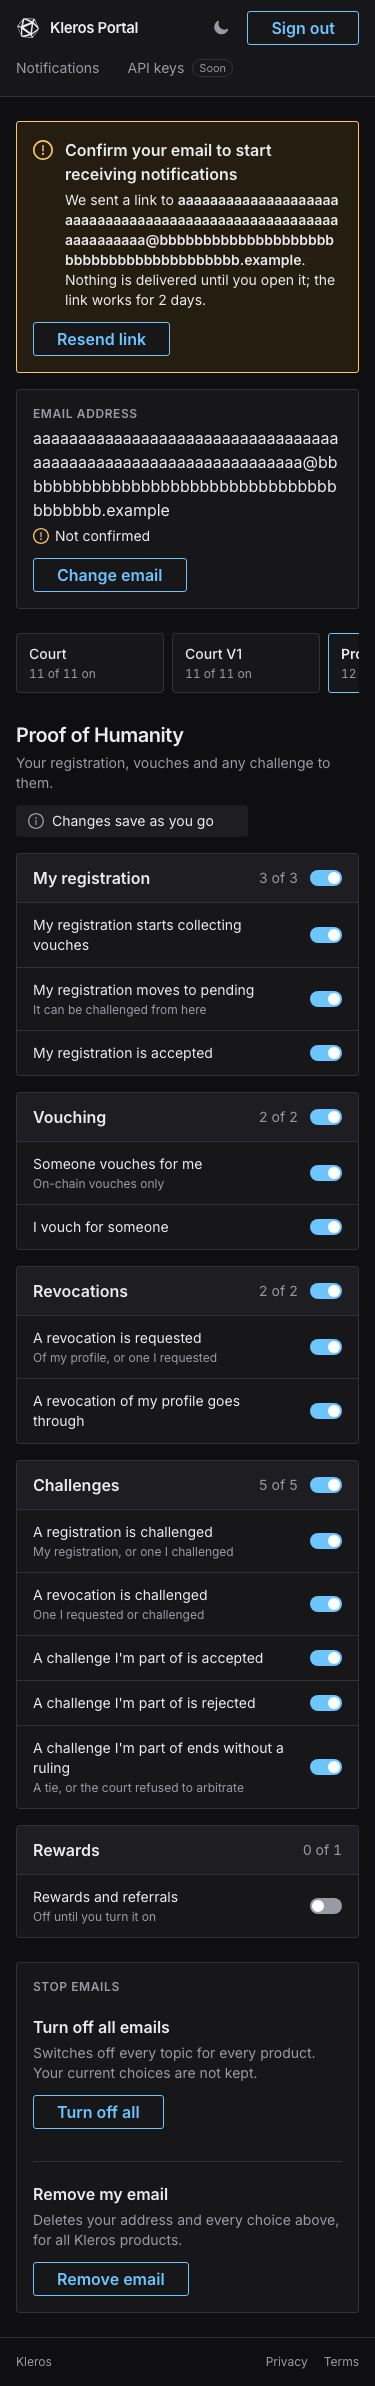 Kleros Portal
Sign out
Notifications
API keys
Soon
Confirm your email to start
receiving notifications
We sent a link to aaaaaaaaaaaaaaaaaaaa
aaaaaaaaaaaaaaaaaaaaaaaaaaaaaaaaaa
aaaaaaaaaa@bbbbbbbbbbbbbbbbbbbb
bbbbbbbbbbbbbbbbbbbb.example.
Nothing is delivered until you open it; the
link works for 2 days.
Resend link
EMAIL ADDRESS
aaaaaaaaaaaaaaaaaaaaaaaaaaaaaaaaaa
aaaaaaaaaaaaaaaaaaaaaaaaaaaaaa@bb
bbbbbbbbbbbbbbbbbbbbbbbbbbbbbbb
bbbbbbb.example
Not confirmed
Change email
Court
11 of 11 on
Court V1
11 of 11 on
Pro
12
Proof of Humanity
Your registration, vouches and any challenge to
them.
Changes save as you go
My registration
3 of 3
My registration starts collecting
vouches
My registration moves to pending
It can be challenged from here
My registration is accepted
Vouching
2 of 2
Someone vouches for me
On-chain vouches only
I vouch for someone
Revocations
2 of 2
A revocation is requested
Of my profile, or one I requested
A revocation of my profile goes
through
Challenges
5 of 5
A registration is challenged
My registration, or one I challenged
A revocation is challenged
One I requested or challenged
A challenge I'm part of is accepted
A challenge I'm part of is rejected
A challenge I'm part of ends without a
ruling
A tie, or the court refused to arbitrate
Rewards
0 of 1
Rewards and referrals
Off until you turn it on
STOP EMAILS
Turn off all emails
Switches off every topic for every product.
Your current choices are not kept.
Turn off all
Remove my email
Deletes your address and every choice above,
for all Kleros products.
Remove email
Kleros
Privacy
Terms